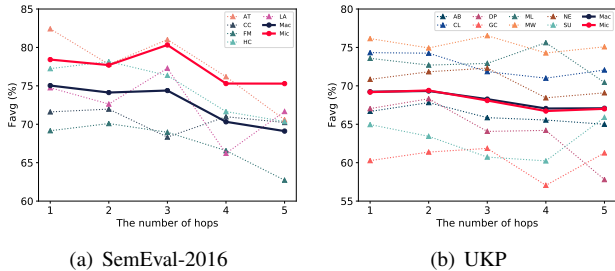 85
80
75
70
65
60
Favg (%)
1 2 3 4 5
The number of hops
AT
CC
FM
HC
LA
Mac
Mic
(a) SemEval-2016
80
75
70
65
60
55
Favg (%)
1 2 3 4 5
The number of hops
AB
CL
DP
GC
ML
MW
NE
SU
Mac
Mic
(b) UKP